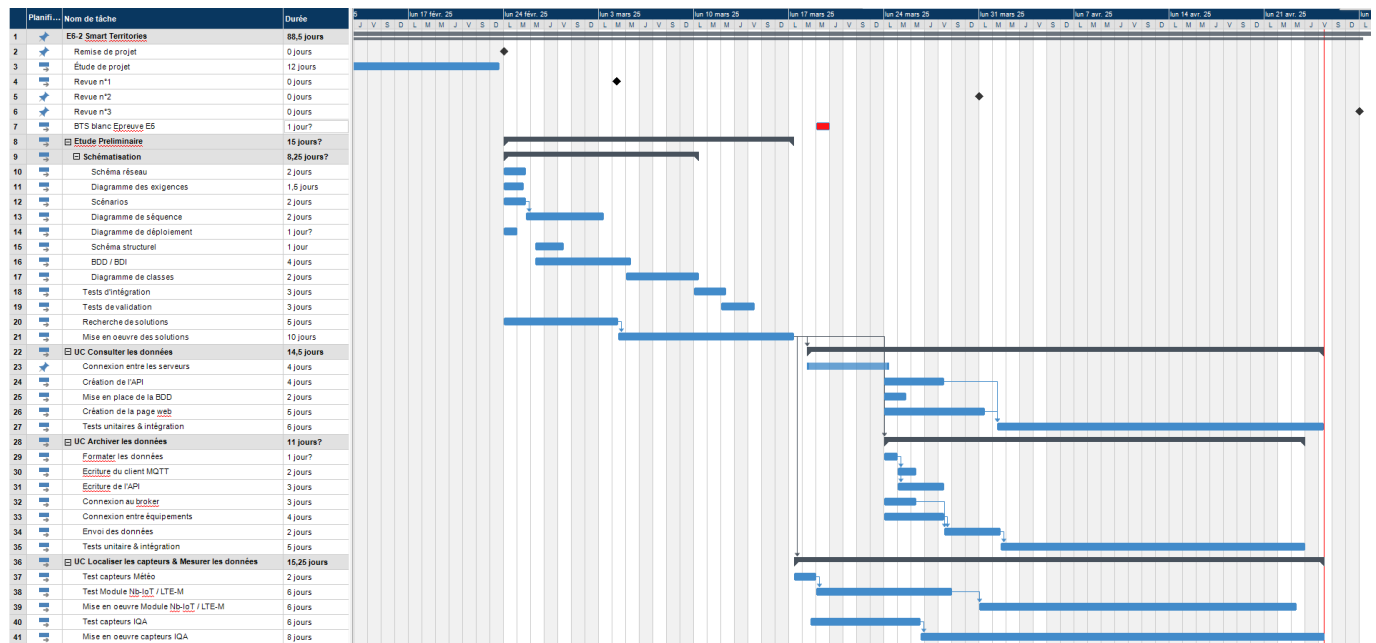 Planifi... Nom de tâche Durée 5 lun 17 févr. 25 lun 24 févr. 25 lun 3 mars 25 lun 10 mars 25 lun 17 mars 25 lun 24 mars 25 lun 31 mars 25 lun 7 avr. 25 lun 14 avr. 25 lun 21 avr. 25 lun
J V S D L M M J V S D L M M J V S D L M M J V S D L M M J V S D L M M J V S D L M M J V S D L M M J V S D L M M J V S D L M M J V S D L M M J V S D L
1 E6-2 Smart Territories 88,5 jours
2 Remise de projet 0 jours
3 Étude de projet 12 jours
4 Revue n°1 0 jours
5 Revue n°2 0 jours
6 Revue n°3 0 jours
7 BTS blanc Epreuve E6 1 jour?
8 Etude Preliminaire 15 jours?
9 Schématisation 8,25 jours?
10 Schéma réseau 2 jours
11 Diagramme des exigences 1,5 jours
12 Scénarios 2 jours
13 Diagramme de séquence 2 jours
14 Diagramme de déploiement 1 jour?
15 Schéma structurel 1 jour
16 BDD / BDI 4 jours
17 Diagramme de classes 2 jours
18 Tests d'intégration 3 jours
19 Tests de validation 3 jours
20 Recherche de solutions 5 jours
21 Mise en oeuvre des solutions 10 jours
22 UC Consulter les données 14,5 jours
23 Connexion entre les serveurs 4 jours
24 Création de l'API 4 jours
25 Mise en place de la BDD 2 jours
26 Création de la page web 5 jours
27 Tests unitaires & intégration 6 jours
28 UC Archiver les données 11 jours?
29 Formater les données 1 jour?
30 Ecriture du client MQTT 2 jours
31 Ecriture de l'API 3 jours
32 Connexion au broker 3 jours
33 Connexion entre équipements 4 jours
34 Envoi des données 2 jours
35 Tests unitaire & intégration 5 jours
36 UC Localiser les capteurs & Mesurer les données 15,25 jours
37 Test capteurs Météo 2 jours
38 Test Module Nb-IoT / LTE-M 6 jours
39 Mise en oeuvre Module Nb-IoT / LTE-M 6 jours
40 Test capteurs IQA 6 jours
41 Mise en oeuvre capteurs IQA 8 jours